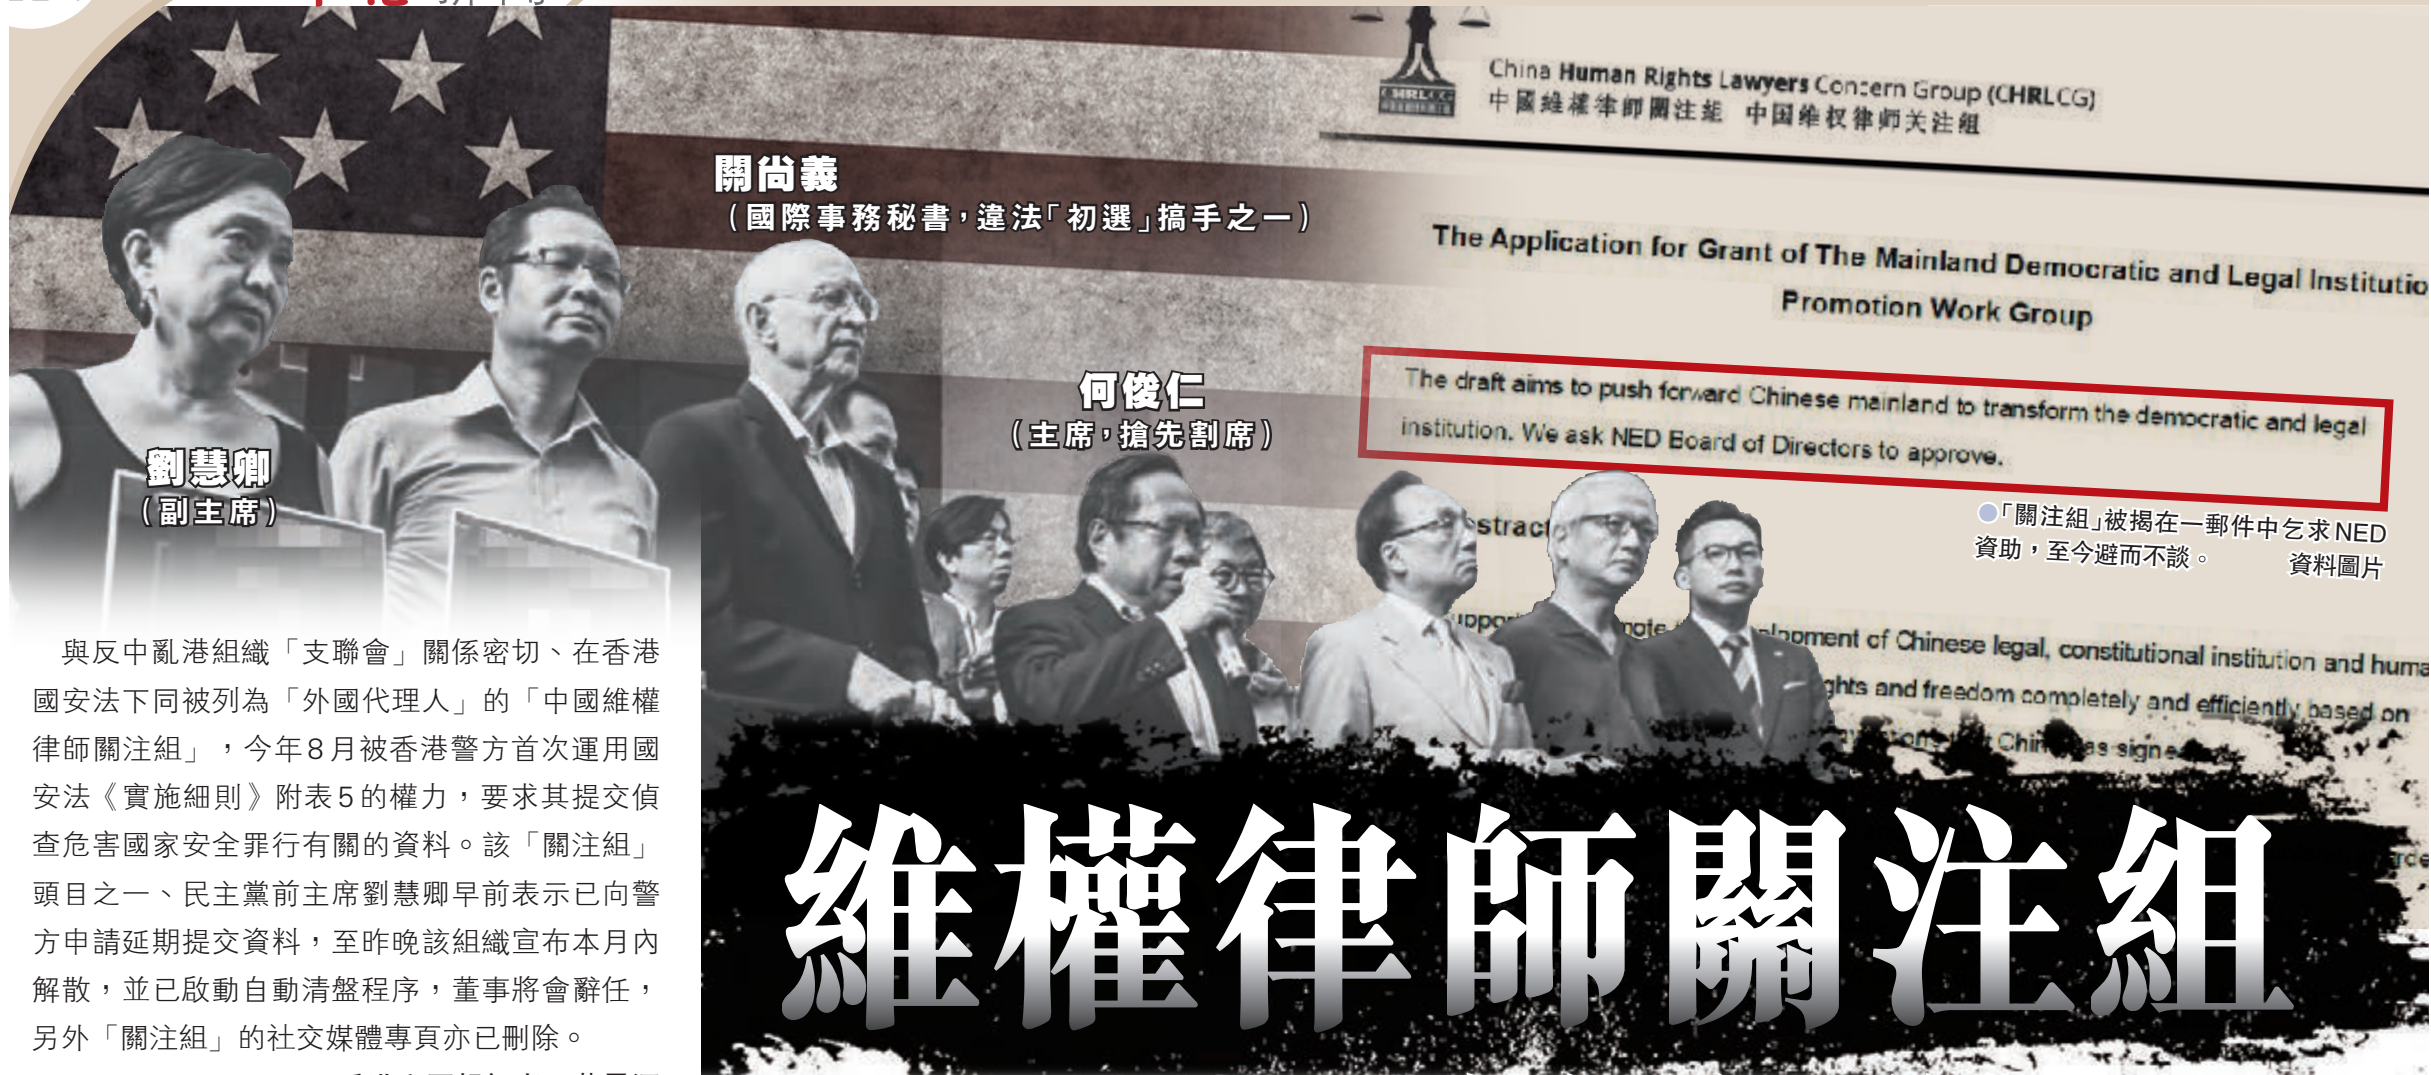 China Human Rights Lawyers Concern Group (CHRLCG)
中國維權律師關注組 中国维权律师关注组
CHRLCG
The Application for Grant of The Mainland Democratic and Legal Institutio
Promotion Work Group
The draft aims to push forward Chinese mainland to transform the democratic and legal
institution. We ask NED Board of Directors to approve.
●「關注組」被揭在一郵件中乞求NED
資助，至今避而不談。 資料圖片
stract
關尚義
（國際事務秘書，違法「初選」搞手之一）
何俊仁
（主席，搶先割席）
劉慧卿
（副主席）
ment of Chinese legal, constitutional institution and huma
ghts and freedom completely and efficiently based on
維權律師關注組
與反中亂港組織「支聯會」關係密切、在香港
國安法下同被列為「外國代理人」的「中國維權
律師關注組」，今年8月被香港警方首次運用國
安法《實施細則》附表5的權力，要求其提交偵
查危害國家安全罪行有關的資料。該「關注組」
頭目之一、民主黨前主席劉慧卿早前表示已向警
方申請延期提交資料，至昨晚該組織宣布本月內
解散，並已啟動自動清盤程序，董事將會辭任，
另外「關注組」的社交媒體專頁亦已刪除。